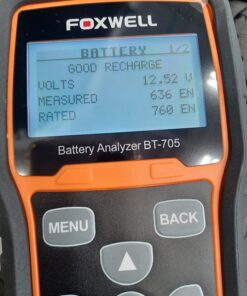 FOXWELL
BATTERY 1/2
GOOD RECHARGE
VOLTS 12.52 V
MEASURED 636 EN
RATED 760 EN
Battery Analyzer BT-705
MENU
BACK